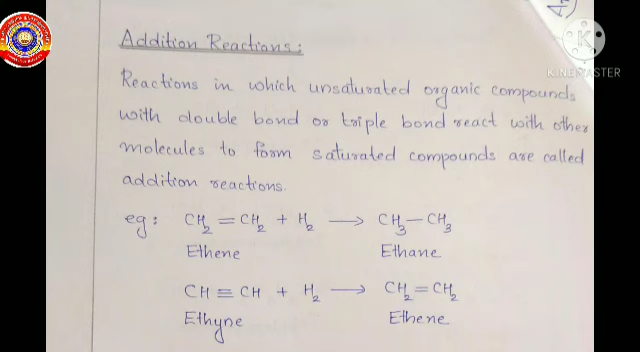 Addition Reactions:
Reactions in which unsaturated organic compounds
with double bond or triple bond react with other
molecules to form saturated compounds are called
addition reactions.
eg: CH₂=CH₂ + H₂ → CH₃-CH₃
Ethene Ethane
CH≡CH + H₂ → CH₂=CH₂
Ethyne Ethene
KINEMASTER